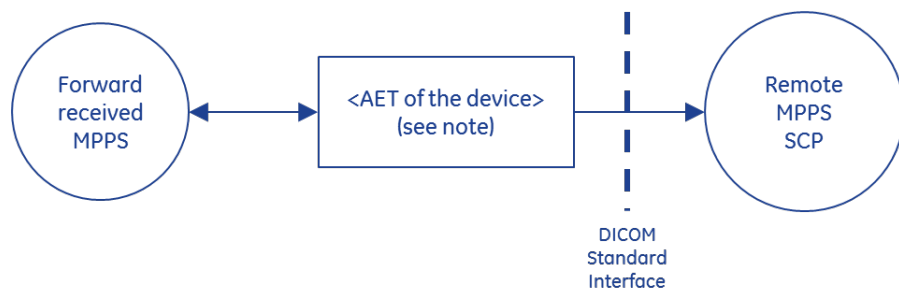 Forward
received
MPPS
<AET of the device>
(see note)
Remote
MPPS
SCP
DICOM
Standard
Interface